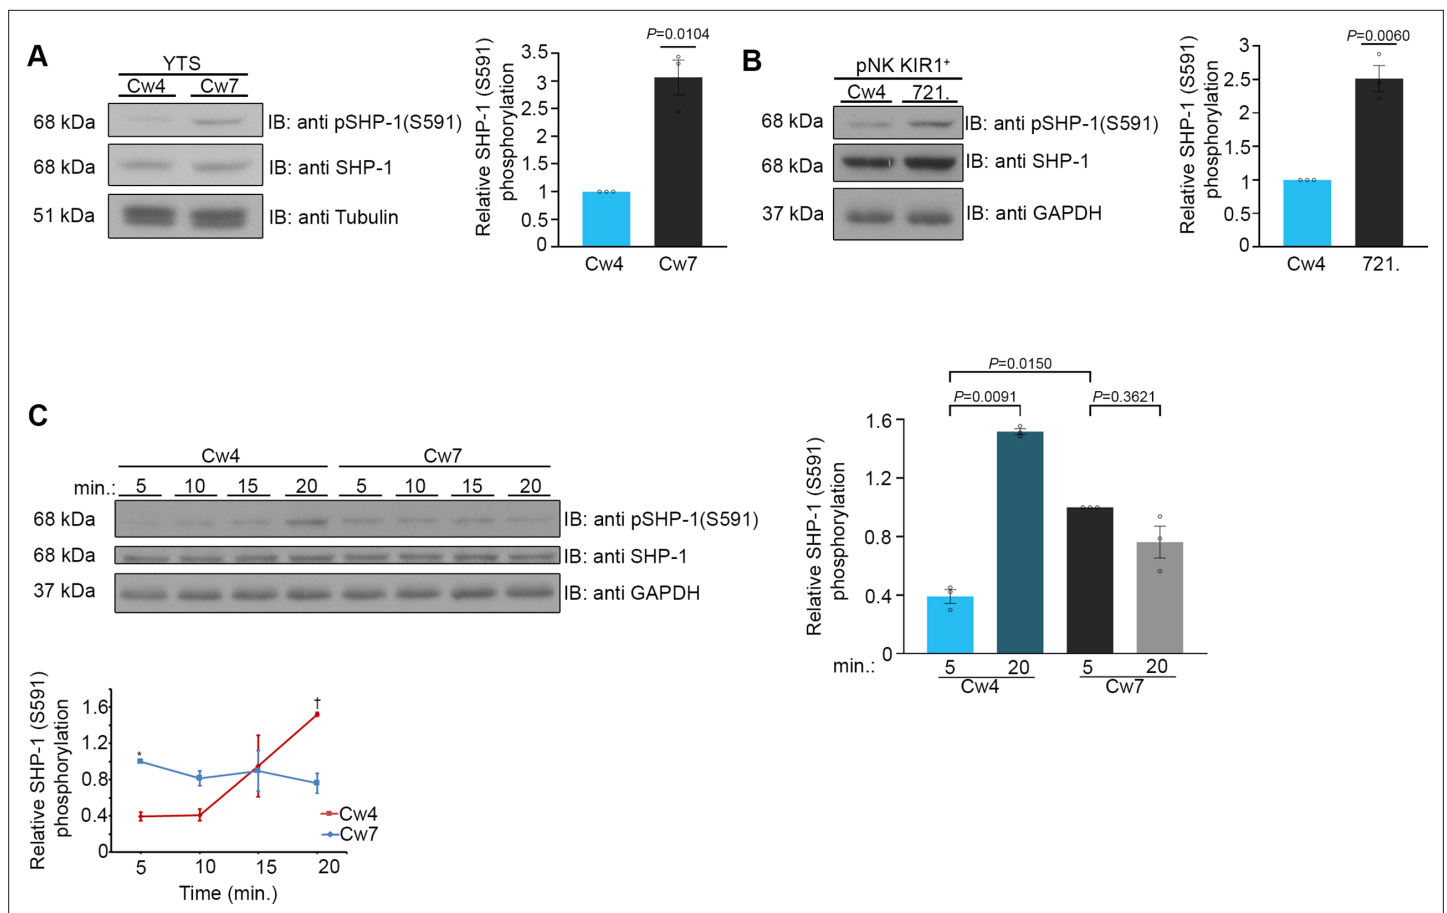 A
YTS
Cw4 Cw7
68 kDa IB: anti pSHP-1(S591)
68 kDa IB: anti SHP-1
51 kDa IB: anti Tubulin
Relative SHP-1 (S591)
phosphorylation
P=0.0104
3.5
3
2.5
2
1.5
1
0.5
0
Cw4 Cw7
B
pNK KIR1+
Cw4 721.
68 kDa IB: anti pSHP-1(S591)
68 kDa IB: anti SHP-1
37 kDa IB: anti GAPDH
Relative SHP-1 (S591)
phosphorylation
P=0.0060
3
2.5
2
1.5
1
0.5
0
Cw4 721.
C
Cw4 Cw7
min.: 5 10 15 20 5 10 15 20
68 kDa IB: anti pSHP-1(S591)
68 kDa IB: anti SHP-1
37 kDa IB: anti GAPDH
Relative SHP-1 (S591)
phosphorylation
P=0.0150
P=0.0091 P=0.3621
1.6
1.2
0.8
0.4
0
min.: 5 20 5 20
Cw4 Cw7
Relative SHP-1 (S591)
phosphorylation
1.6
1.2
0.8
0.4
0
* †
Cw4
Cw7
5 10 15 20
Time (min.)